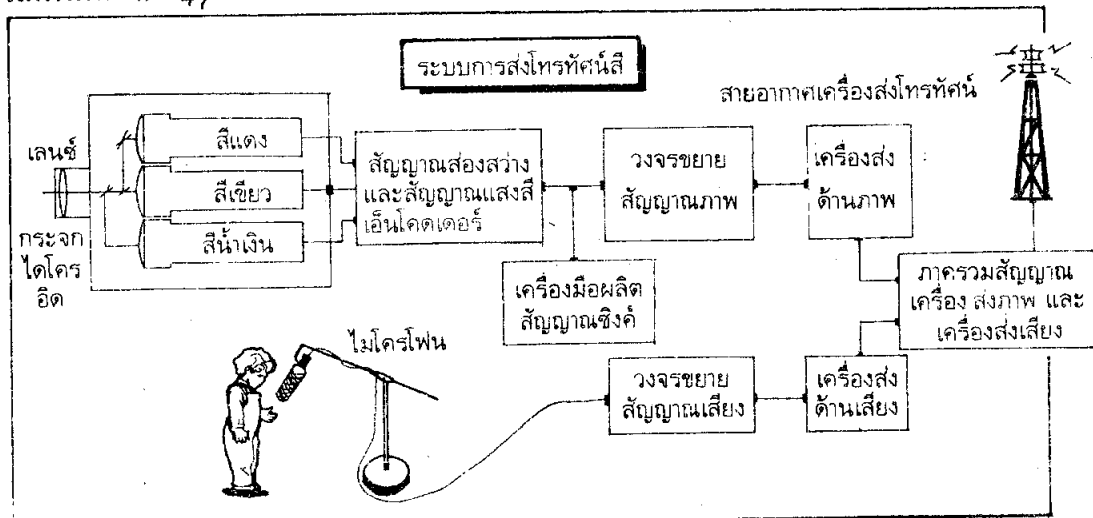 ระบบการส่งโทรทัศน์สี
สายอากาศเครื่องส่งโทรทัศน์
เลนซ์
กระจก
ไดโคร
อิด
สีแดง
สีเขียว
สีน้ำเงิน
สัญญาณส่องสว่าง
และสัญญาณแสงสี
เอ็นโคดเดอร์
วงจรขยาย
สัญญาณภาพ
เครื่องส่ง
ด้านภาพ
เครื่องมือผลิต
สัญญาณซิงค์
ภาครวมสัญญาณ
เครื่อง ส่งภาพ และ
เครื่องส่งเสียง
ไมโครโฟน
วงจรขยาย
สัญญาณเสียง
เครื่องส่ง
ด้านเสียง